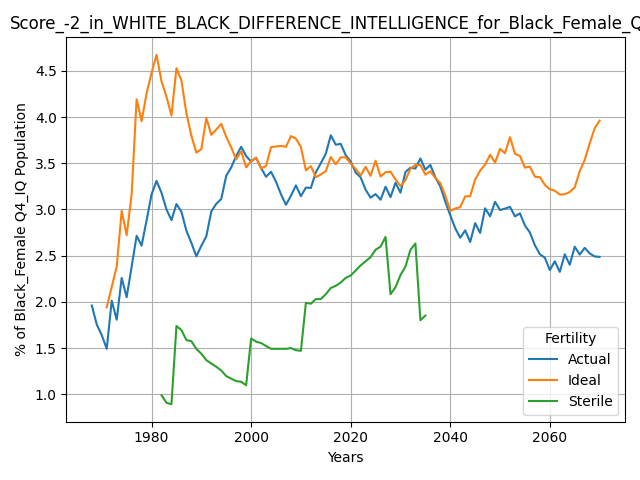 Score_-2_in_WHITE_BLACK_DIFFERENCE_INTELLIGENCE_for_Black_Female_Q
% of Black_Female Q4_IQ Population
4.5
4.0
3.5
3.0
2.5
2.0
1.5
1.0
Fertility
Actual
Ideal
Sterile
1980
2000
2020
2040
2060
Years